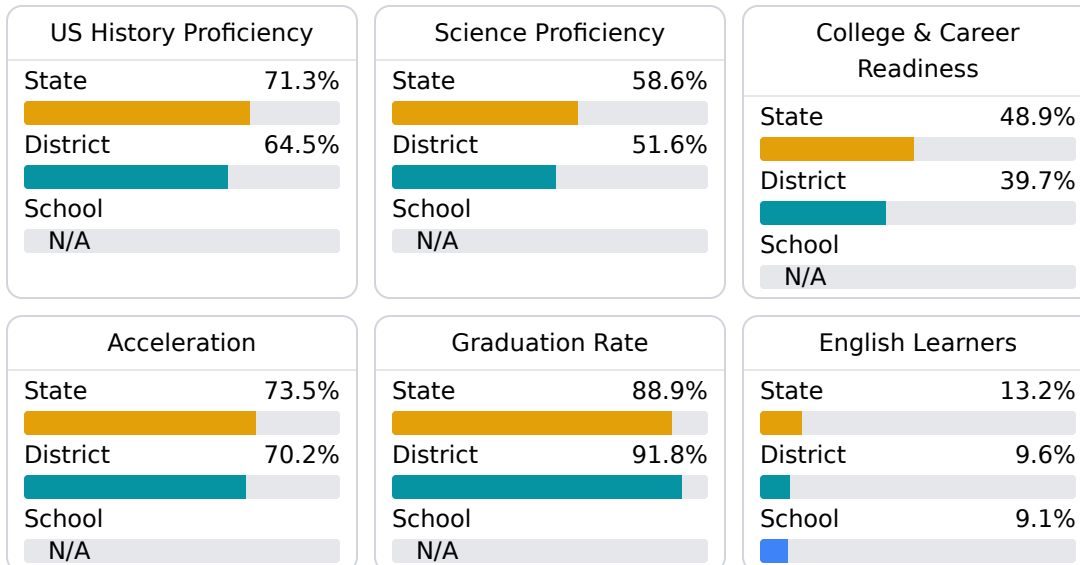 US History Proficiency
State 71.3%
District 64.5%
School
N/A
Science Proficiency
State 58.6%
District 51.6%
School
N/A
College & Career
Readiness
State 48.9%
District 39.7%
School
N/A
Acceleration
State 73.5%
District 70.2%
School
N/A
Graduation Rate
State 88.9%
District 91.8%
School
N/A
English Learners
State 13.2%
District 9.6%
School 9.1%